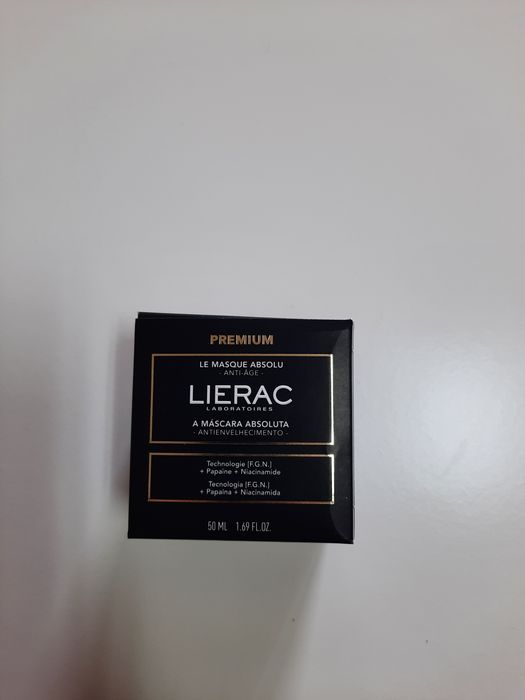 PREMIUM
LE MASQUE ABSOLU
- ANTI-ÂGE -
LIERAC
LABORATOIRES
A MÁSCARA ABSOLUTA
- ANTIENVELHECIMENTO -
Technologie [F.G.N.]
+ Papaïne + Niacinamide
Tecnologia [F.G.N.]
+ Papaína + Niacinamida
50 ML 1.69 FL.OZ.